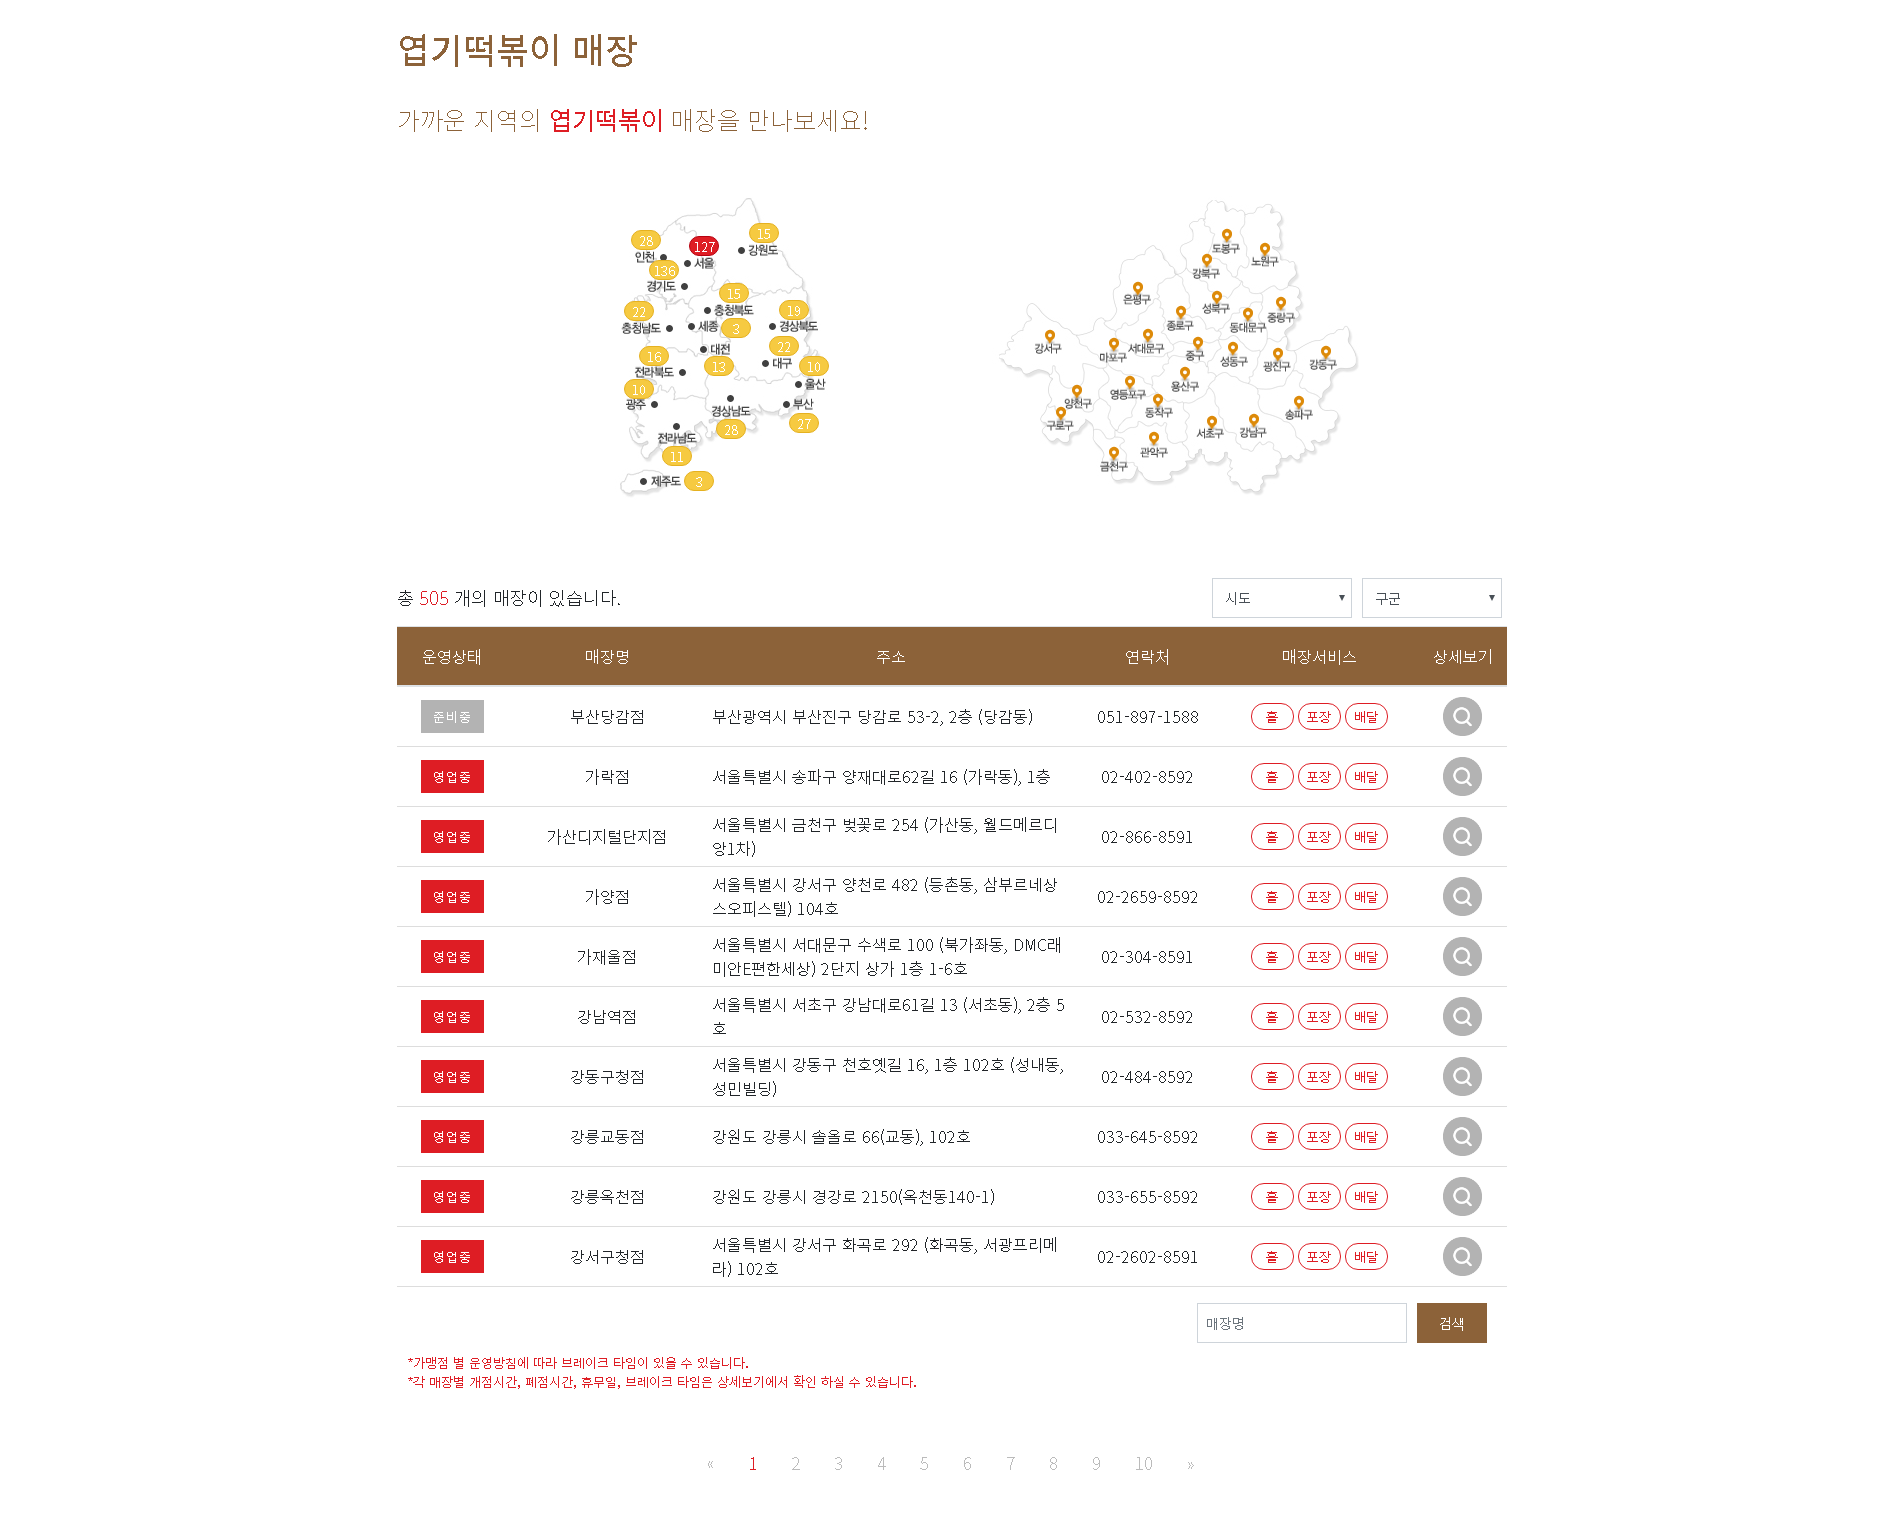 엽기떡볶이 매장
가까운 지역의 엽기떡볶이 매장을 만나보세요!
28
인천
127
서울
15
강원도
136
경기도
15
충청북도
22
충청남도
세종
3
19
경상북도
대전
13
22
대구
16
전라북도
10
울산
10
광주
경상남도
28
부산
27
전라남도
11
제주도
3
도봉구
노원구
강북구
은평구
성북구
중랑구
종로구
동대문구
강서구
마포구
서대문구
중구
성동구
광진구
강동구
양천구
영등포구
용산구
동작구
송파구
구로구
서초구
강남구
관악구
금천구
총 505 개의 매장이 있습니다.
시도
구군
운영상태 매장명 주소 연락처 매장서비스 상세보기
준비중 부산당감점 부산광역시 부산진구 당감로 53-2, 2층 (당감동) 051-897-1588 홀 포장 배달
영업중 가락점 서울특별시 송파구 양재대로62길 16 (가락동), 1층 02-402-8592 홀 포장 배달
영업중 가산디지털단지점 서울특별시 금천구 벚꽃로 254 (가산동, 월드메르디
앙1차) 02-866-8591 홀 포장 배달
영업중 가양점 서울특별시 강서구 양천로 482 (등촌동, 삼부르네상
스오피스텔) 104호 02-2659-8592 홀 포장 배달
영업중 가재울점 서울특별시 서대문구 수색로 100 (북가좌동, DMC래
미안E편한세상) 2단지 상가 1층 1-6호 02-304-8591 홀 포장 배달
영업중 강남역점 서울특별시 서초구 강남대로61길 13 (서초동), 2층 5
호 02-532-8592 홀 포장 배달
영업중 강동구청점 서울특별시 강동구 천호옛길 16, 1층 102호 (성내동,
성민빌딩) 02-484-8592 홀 포장 배달
영업중 강릉교동점 강원도 강릉시 솔올로 66(교동), 102호 033-645-8592 홀 포장 배달
영업중 강릉옥천점 강원도 강릉시 경강로 2150(옥천동140-1) 033-655-8592 홀 포장 배달
영업중 강서구청점 서울특별시 강서구 화곡로 292 (화곡동, 서광프리메
라) 102호 02-2602-8591 홀 포장 배달
매장명 검색
*가맹점 별 운영방침에 따라 브레이크 타임이 있을 수 있습니다.
*각 매장별 개점시간, 폐점시간, 휴무일, 브레이크 타임은 상세보기에서 확인 하실 수 있습니다.
« 1 2 3 4 5 6 7 8 9 10 »